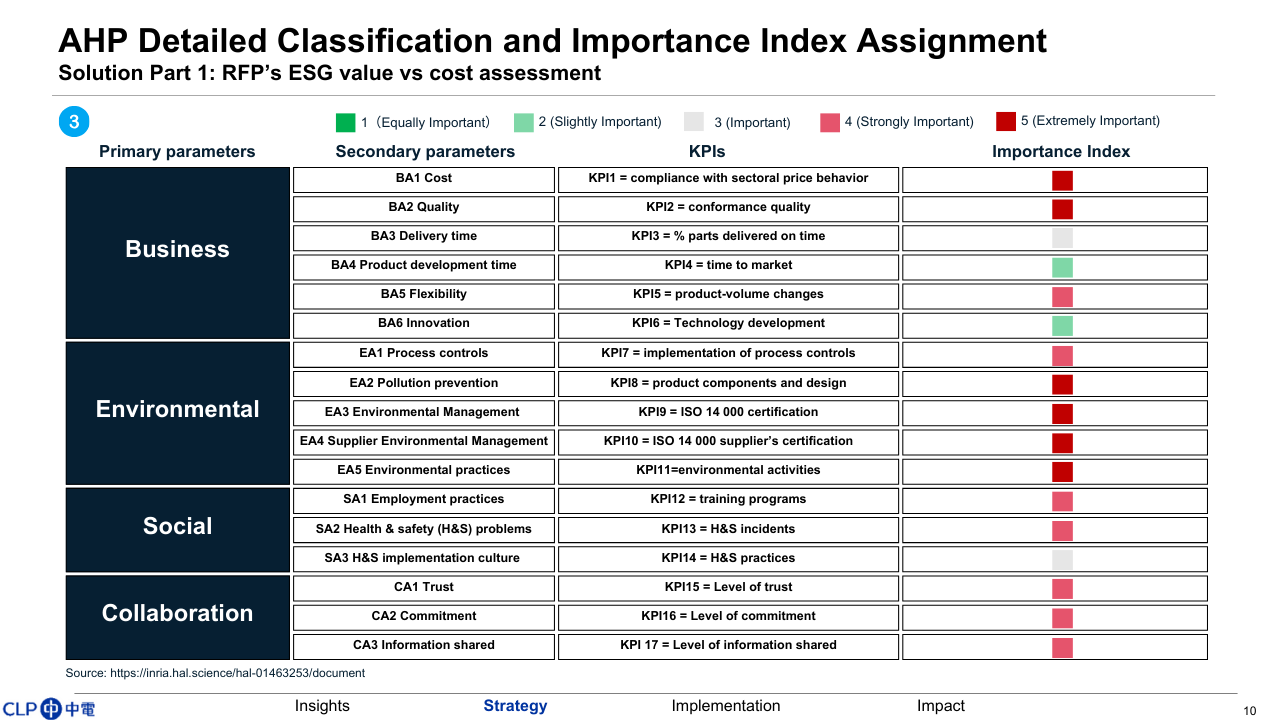 AHP Detailed Classification and Importance Index Assignment
Solution Part 1: RFP's ESG value vs cost assessment
3
1（Equally Important） 2 (Slightly Important) 3 (Important) 4 (Strongly Important) 5 (Extremely Important)
Primary parameters Secondary parameters KPIs Importance Index
Business
BA1 Cost KPI1 = compliance with sectoral price behavior
BA2 Quality KPI2 = conformance quality
BA3 Delivery time KPI3 = % parts delivered on time
BA4 Product development time KPI4 = time to market
BA5 Flexibility KPI5 = product-volume changes
BA6 Innovation KPI6 = Technology development
Environmental
EA1 Process controls KPI7 = implementation of process controls
EA2 Pollution prevention KPI8 = product components and design
EA3 Environmental Management KPI9 = ISO 14 000 certification
EA4 Supplier Environmental Management KPI10 = ISO 14 000 supplier's certification
EA5 Environmental practices KPI11=environmental activities
Social
SA1 Employment practices KPI12 = training programs
SA2 Health & safety (H&S) problems KPI13 = H&S incidents
SA3 H&S implementation culture KPI14 = H&S practices
Collaboration
CA1 Trust KPI15 = Level of trust
CA2 Commitment KPI16 = Level of commitment
CA3 Information shared KPI 17 = Level of information shared
Source: https://inria.hal.science/hal-01463253/document
CLP 中電 Insights Strategy Implementation Impact 10